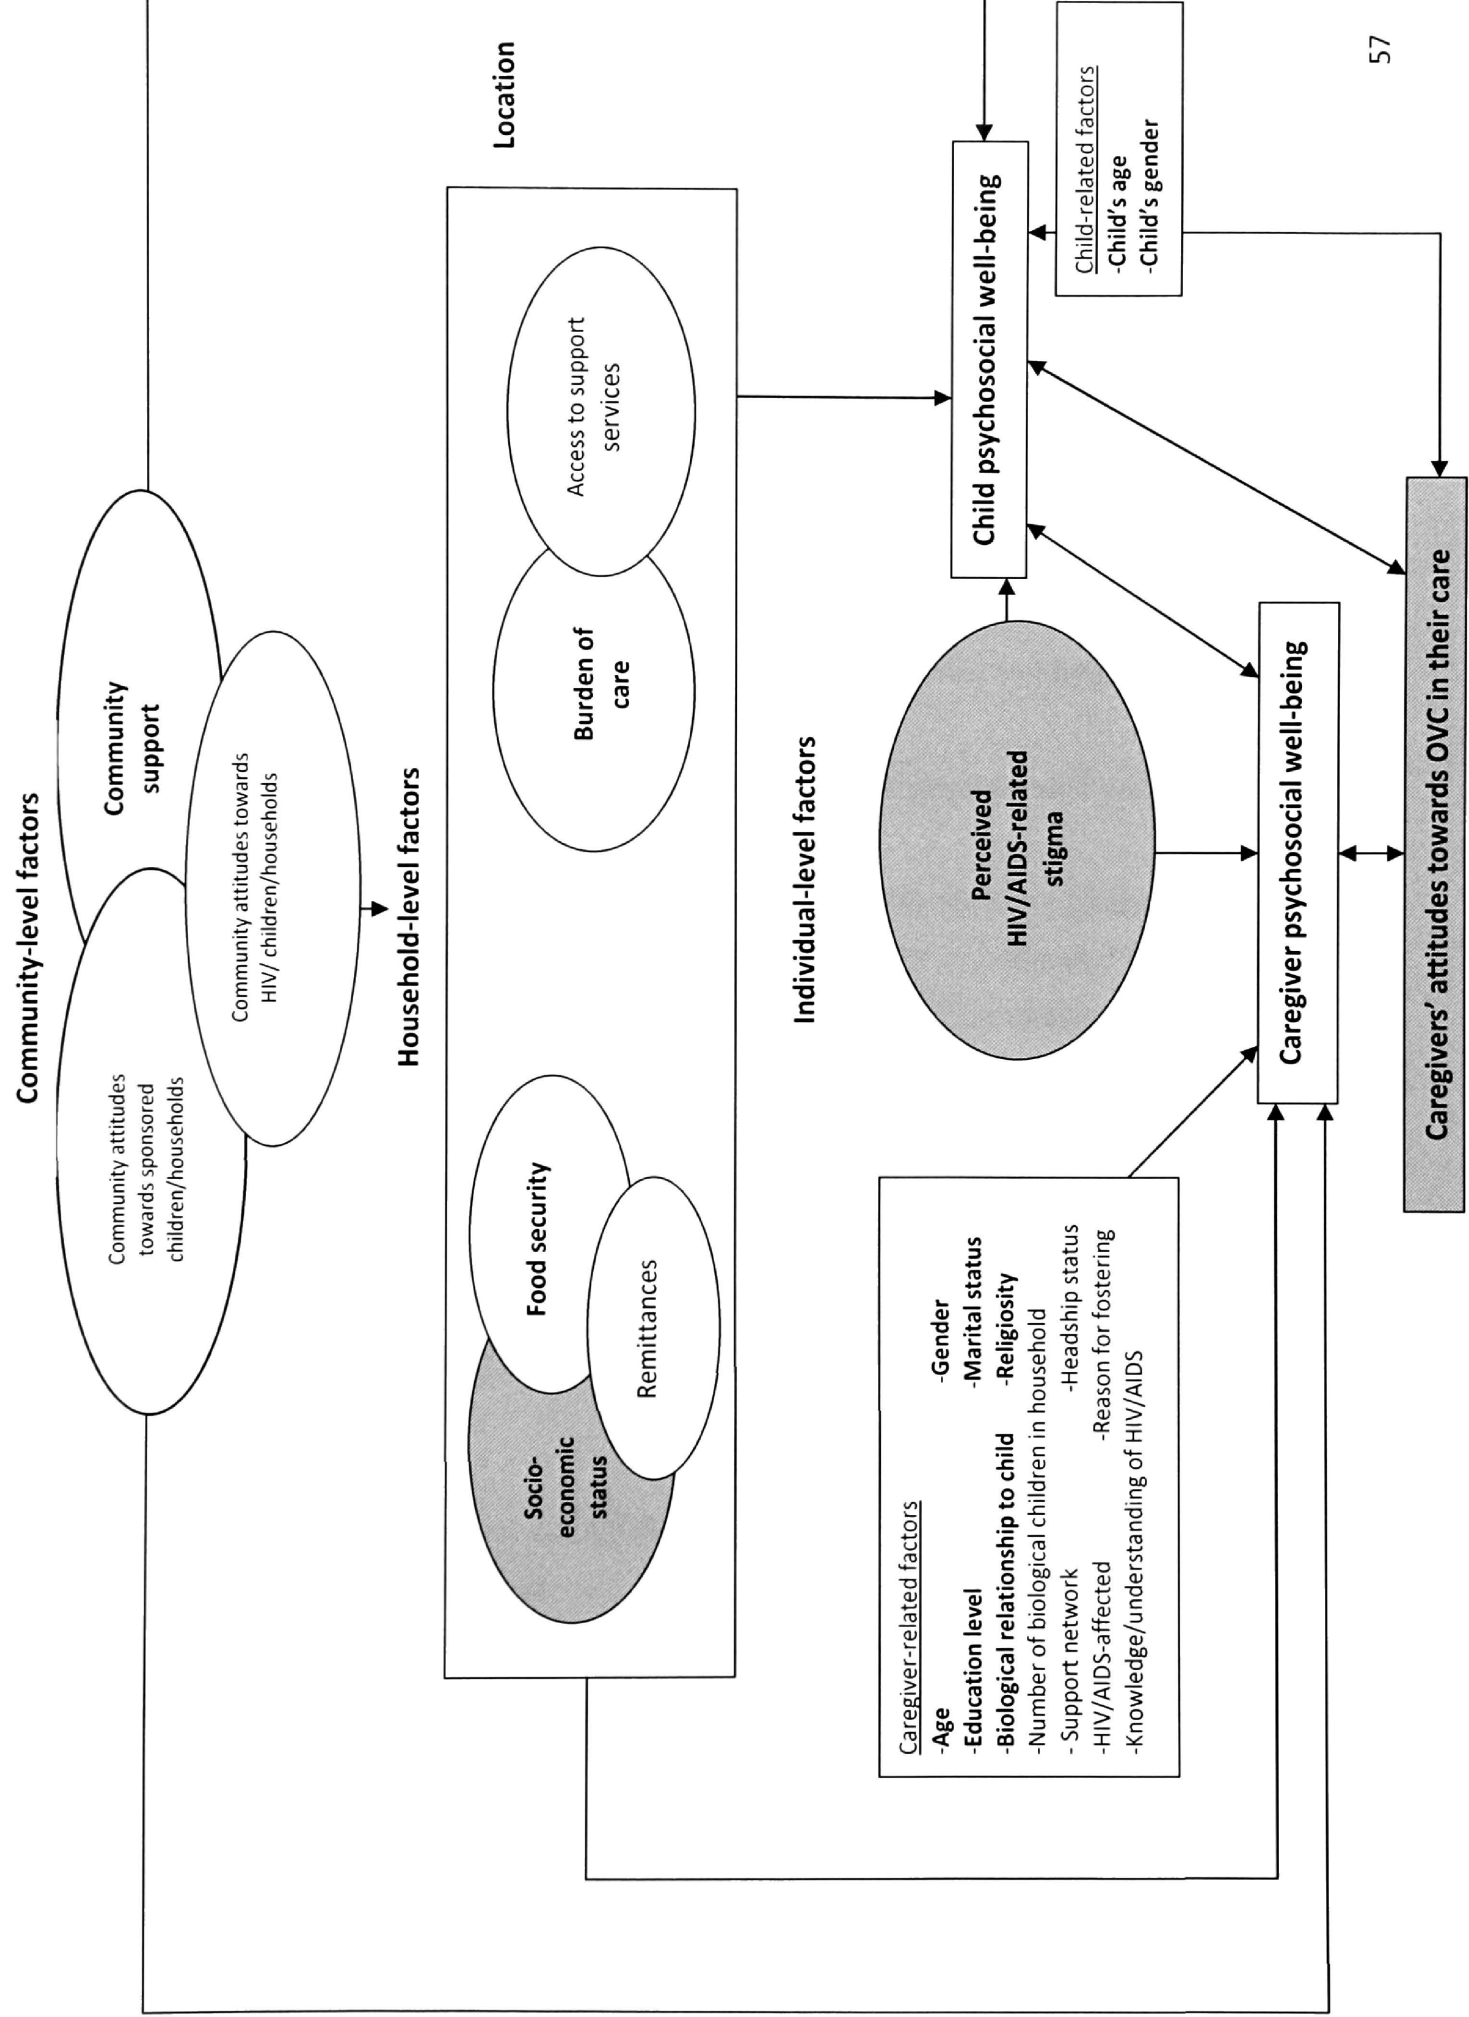 Community-level factors
Community attitudes
towards sponsored
children/households
Community
support
Community attitudes towards
HIV/ children/households
Household-level factors
Location
Socio-
economic
status
Food security
Remittances
Burden of
care
Access to support
services
Individual-level factors
Caregiver-related factors
-Age -Gender
-Education level -Marital status
-Biological relationship to child -Religiosity
-Number of biological children in household
- Support network -Headship status
-HIV/AIDS-affected -Reason for fostering
-Knowledge/understanding of HIV/AIDS
Perceived
HIV/AIDS-related
stigma
Child psychosocial well-being
Child-related factors
-Child's age
-Child's gender
Caregiver psychosocial well-being
Caregivers' attitudes towards OVC in their care
57